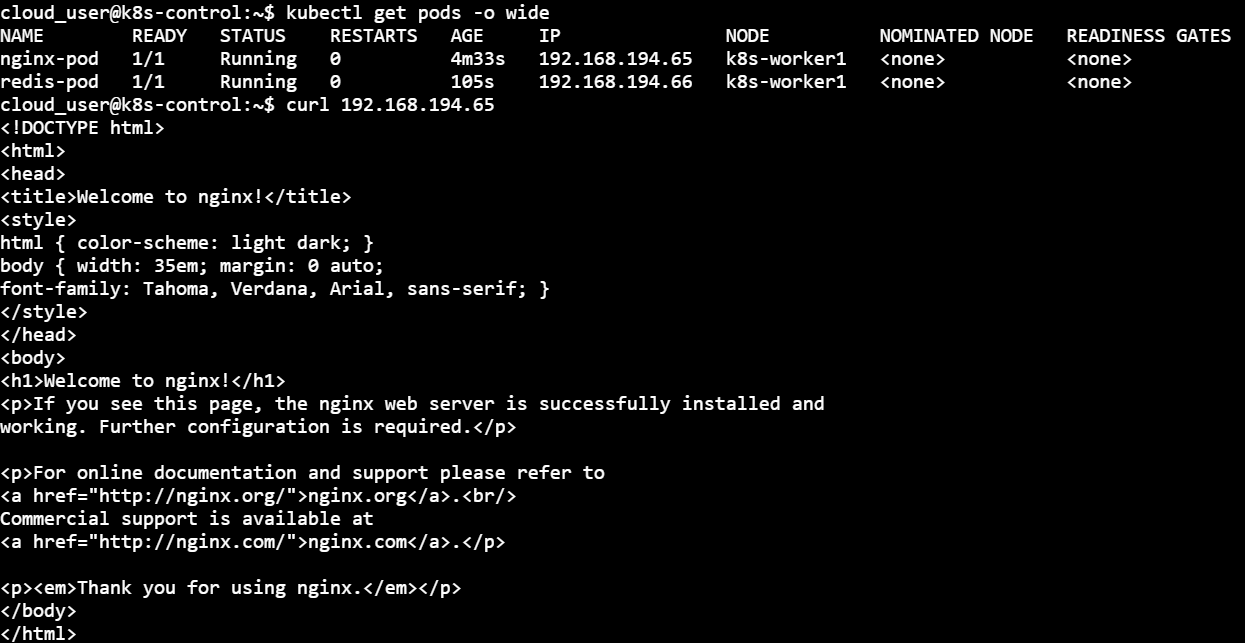 cloud_user@k8s-control:~$ kubectl get pods -o wide
NAME        READY   STATUS    RESTARTS   AGE     IP               NODE          NOMINATED NODE   READINESS GATES
nginx-pod   1/1     Running   0          4m33s   192.168.194.65   k8s-worker1   <none>           <none>
redis-pod   1/1     Running   0          105s    192.168.194.66   k8s-worker1   <none>           <none>
cloud_user@k8s-control:~$ curl 192.168.194.65
<!DOCTYPE html>
<html>
<head>
<title>Welcome to nginx!</title>
<style>
html { color-scheme: light dark; }
body { width: 35em; margin: 0 auto;
font-family: Tahoma, Verdana, Arial, sans-serif; }
</style>
</head>
<body>
<h1>Welcome to nginx!</h1>
<p>If you see this page, the nginx web server is successfully installed and
working. Further configuration is required.</p>

<p>For online documentation and support please refer to
<a href="http://nginx.org/">nginx.org</a>.<br/>
Commercial support is available at
<a href="http://nginx.com/">nginx.com</a>.</p>

<p><em>Thank you for using nginx.</em></p>
</body>
</html>